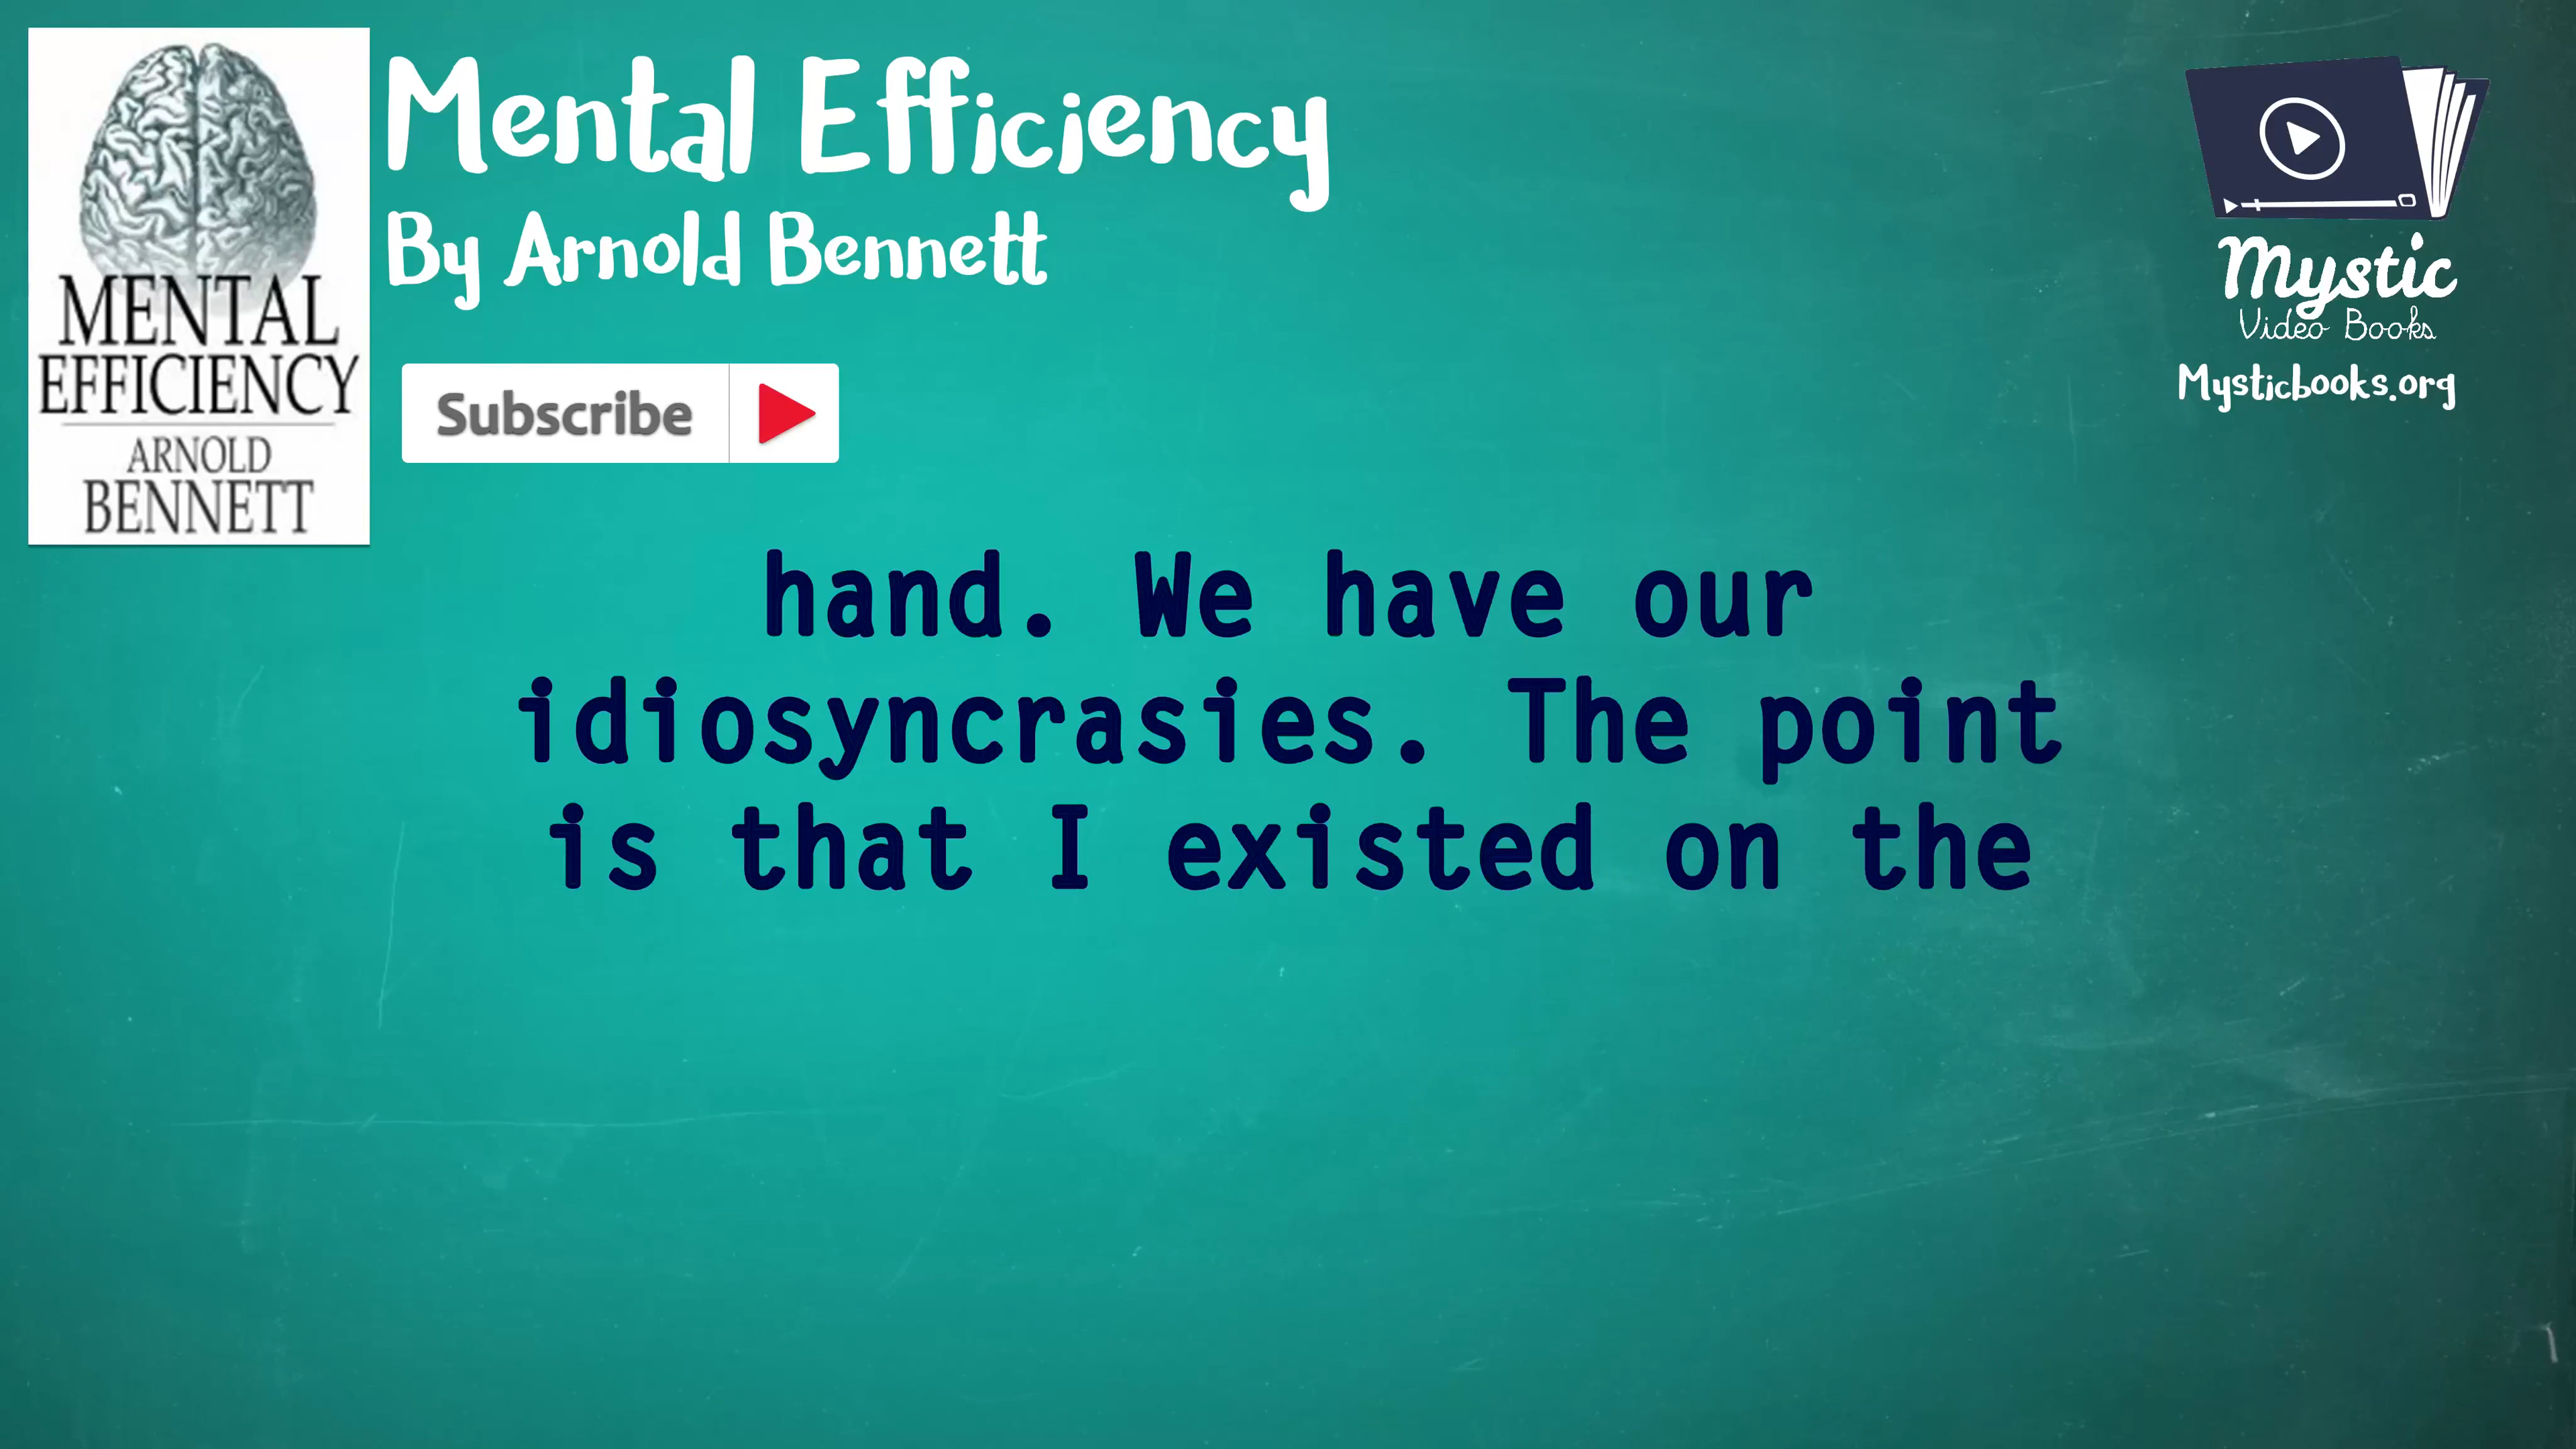 MENTAL
EFFICIENCY
ARNOLD
BENNETT
Mental Efficiency
By Arnold Bennett
Subscribe
Mystic
Video Books
Mysticbooks.org
hand. We have our
idiosyncrasies. The point
is that I existed on the